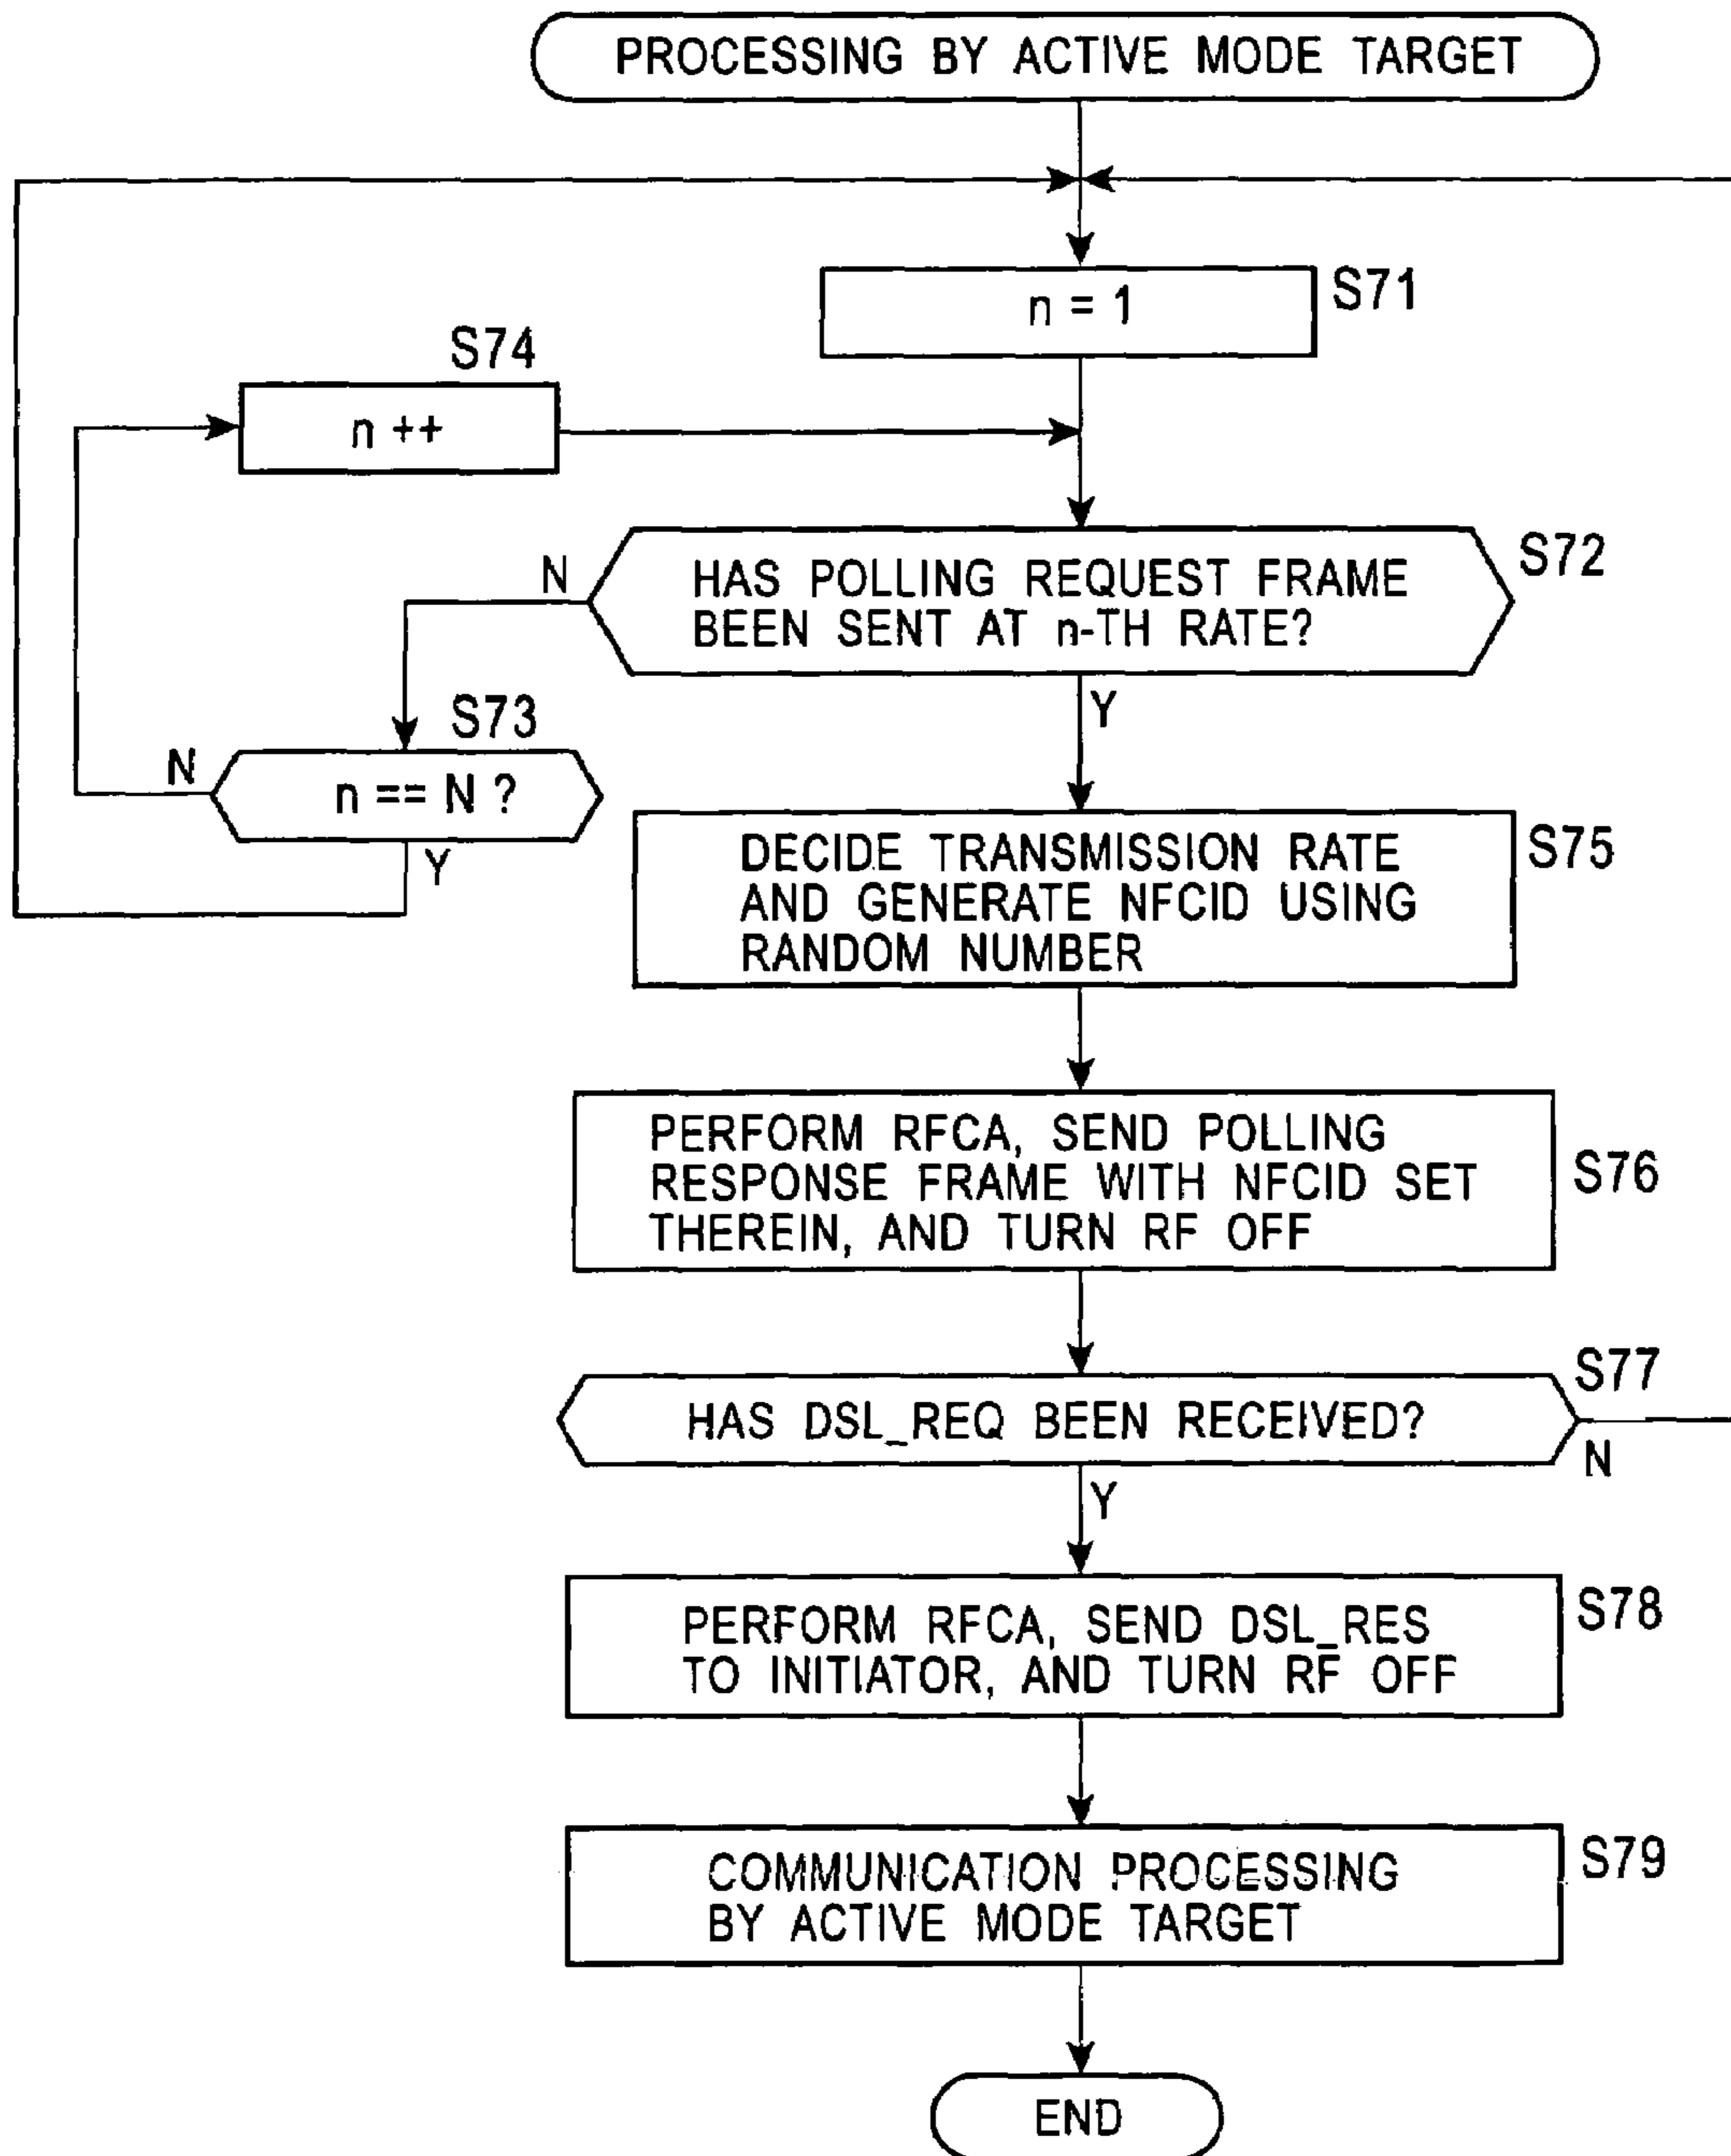 PROCESSING BY ACTIVE MODE TARGET
n = 1
S71
S74
n ++
N
HAS POLLING REQUEST FRAME
BEEN SENT AT n-TH RATE?
S72
Y
S73
N
n == N ?
Y
DECIDE TRANSMISSION RATE
AND GENERATE NFCID USING
RANDOM NUMBER
S75
PERFORM RFCA, SEND POLLING
RESPONSE FRAME WITH NFCID SET
THEREIN, AND TURN RF OFF
S76
S77
HAS DSL_REQ BEEN RECEIVED?
N
Y
PERFORM RFCA, SEND DSL_RES
TO INITIATOR, AND TURN RF OFF
S78
COMMUNICATION PROCESSING
BY ACTIVE MODE TARGET
S79
END